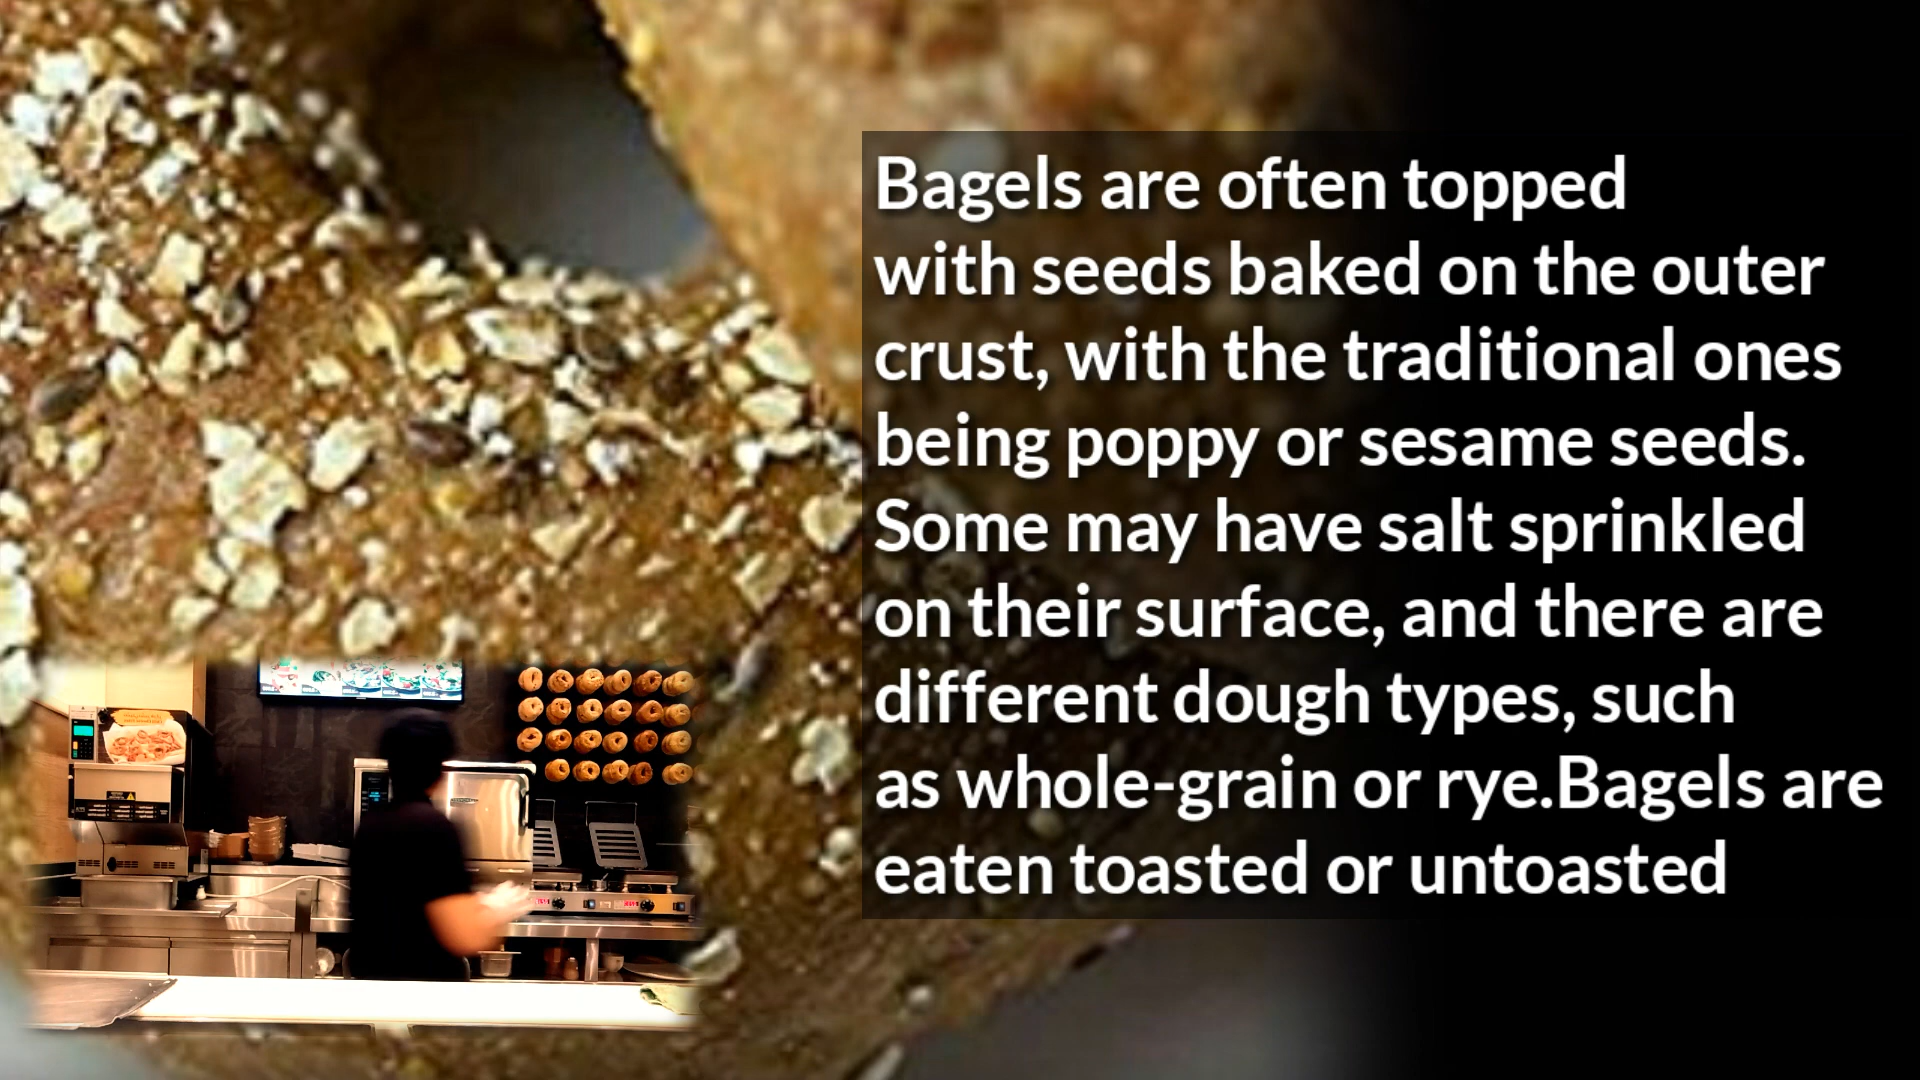 Bagels are often topped
with seeds baked on the outer
crust, with the traditional ones
being poppy or sesame seeds.
Some may have salt sprinkled
on their surface, and there are
different dough types, such
as whole-grain or rye.Bagels are
eaten toasted or untoasted